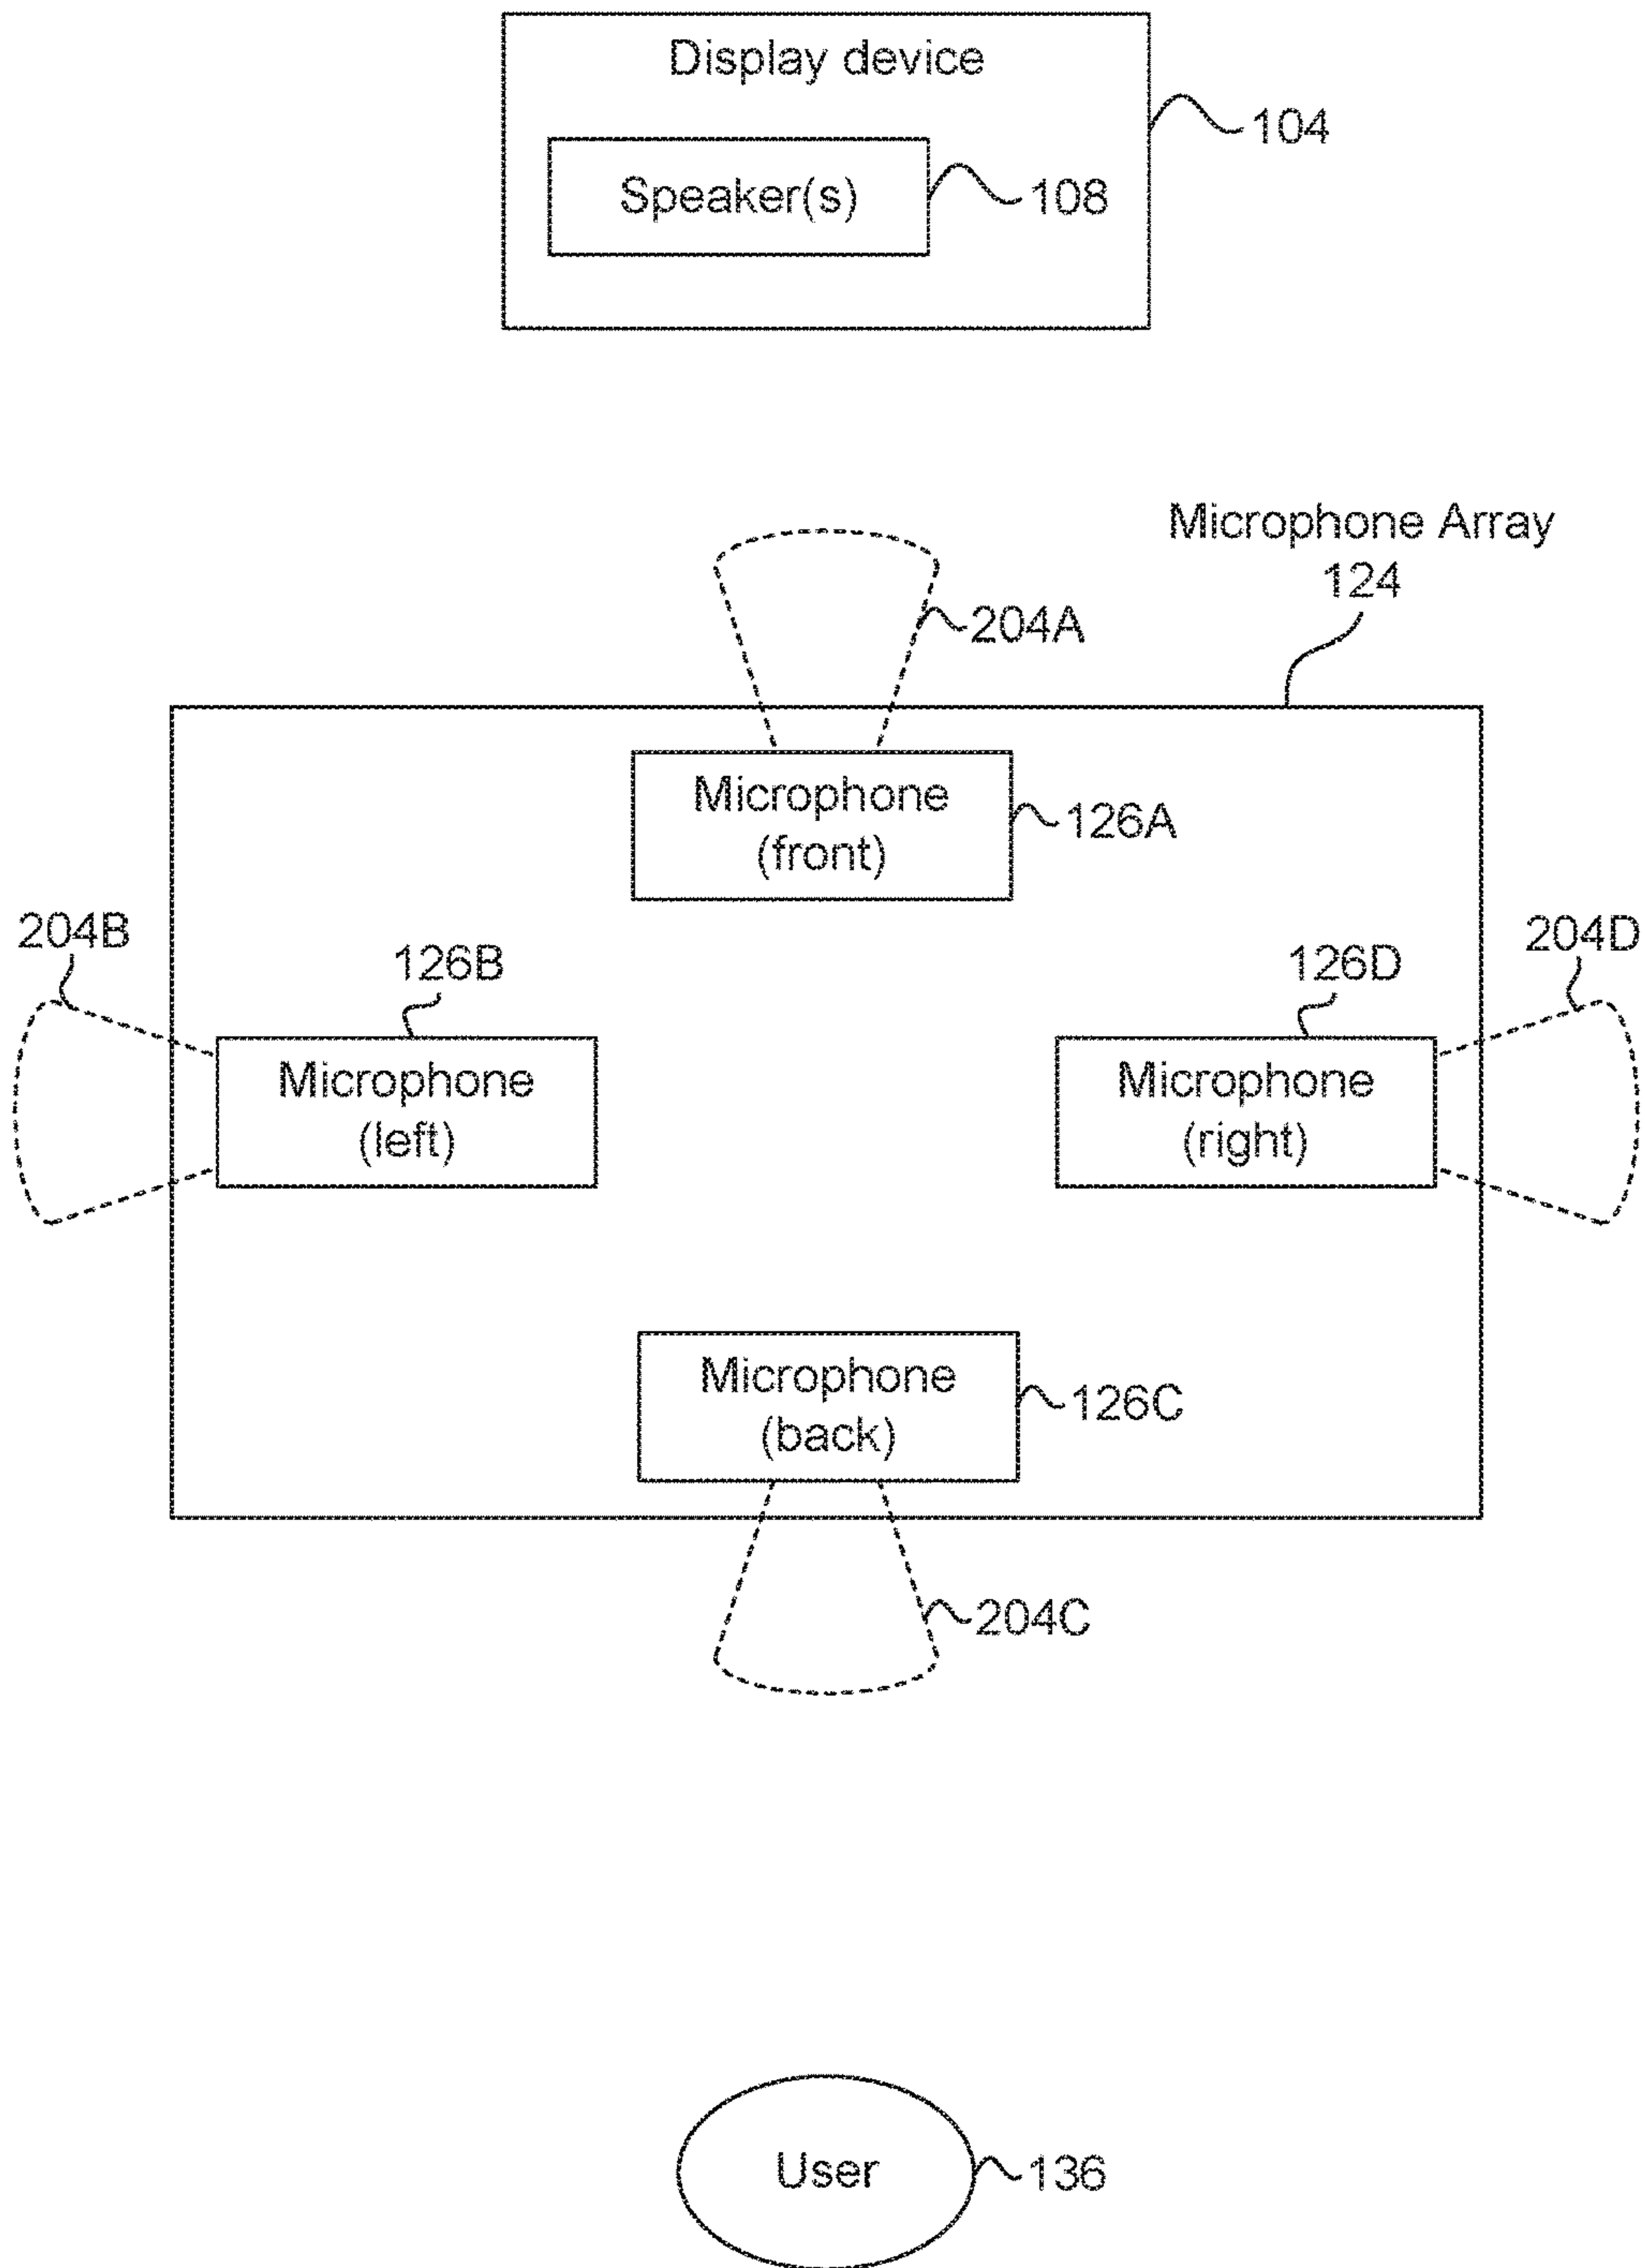 Display device
104
Speaker(s)
108
Microphone Array
124
204A
Microphone
(front)
126A
204B
126B
126D
204D
Microphone
(left)
Microphone
(right)
Microphone
(back)
126C
204C
User
136